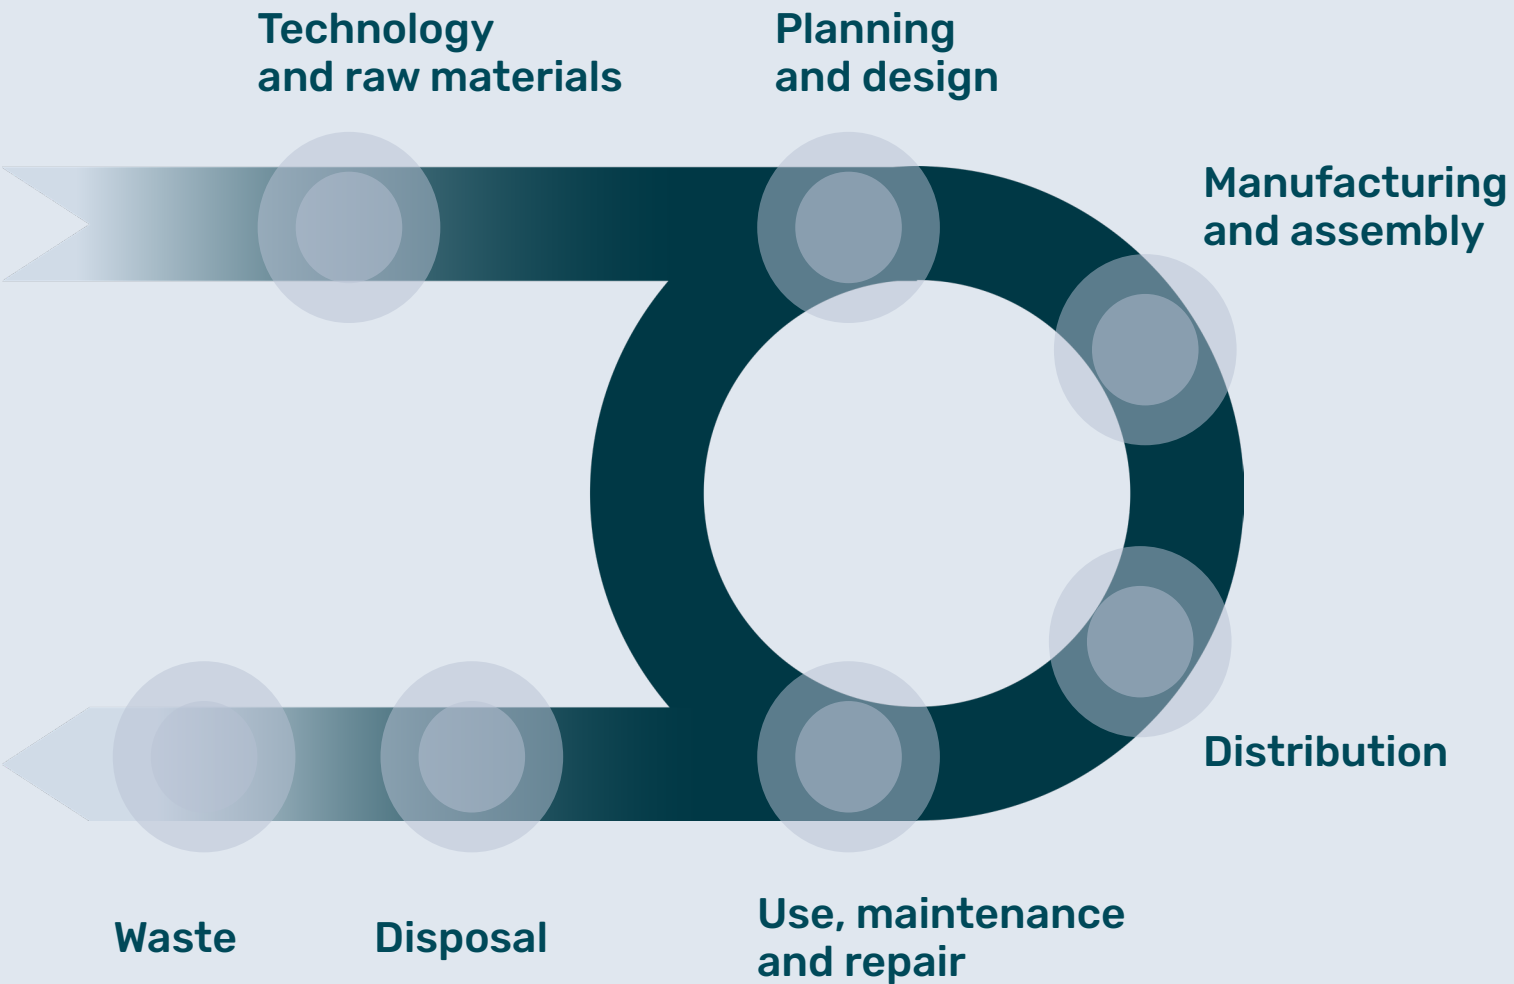 Technology
and raw materials
Planning
and design
Manufacturing
and assembly
Distribution
Use, maintenance
and repair
Disposal
Waste